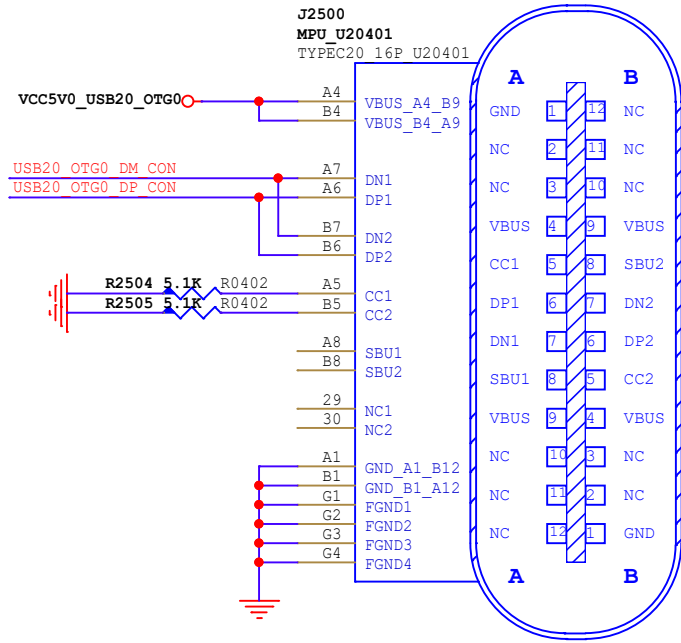 J2500
MPU_U20401
TYPEC20_16P_U20401
A B
VCC5V0_USB20_OTG0
A4 VBUS_A4_B9
B4 VBUS_B4_A9
USB20_OTG0_DM_CON
USB20_OTG0_DP_CON
A7 DN1
A6 DP1
B7 DN2
B6 DP2
R2504 5.1K R0402 A5 CC1
R2505 5.1K R0402 B5 CC2
A8 SBU1
B8 SBU2
29 NC1
30 NC2
A1 GND_A1_B12
B1 GND_B1_A12
G1 FGND1
G2 FGND2
G3 FGND3
G4 FGND4
GND 1 12 NC
NC 2 11 NC
NC 3 10 NC
VBUS 4 9 VBUS
CC1 5 8 SBU2
DP1 6 7 DN2
DN1 7 6 DP2
SBU1 8 5 CC2
VBUS 9 4 VBUS
NC 10 3 NC
NC 11 2 NC
NC 12 1 GND
A B